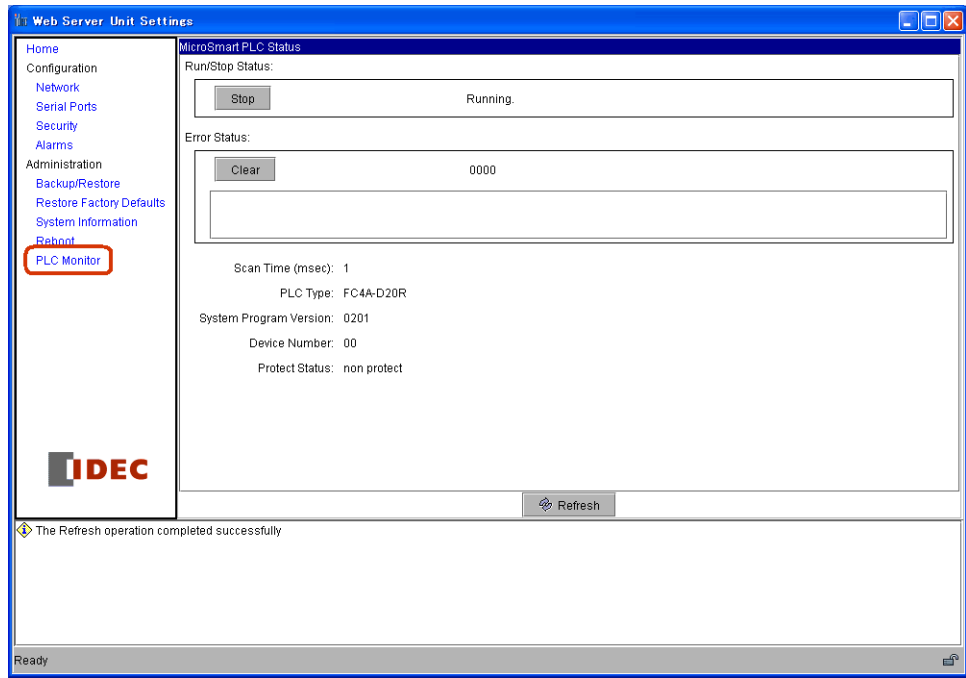 Web Server Unit Settings
Home
Configuration
Network
Serial Ports
Security
Alarms
Administration
Backup/Restore
Restore Factory Defaults
System Information
Reboot
PLC Monitor
IDEC
MicroSmart PLC Status
Run/Stop Status:
Stop Running.
Error Status:
Clear 0000
Scan Time (msec): 1
PLC Type: FC4A-D20R
System Program Version: 0201
Device Number: 00
Protect Status: non protect
Refresh
The Refresh operation completed successfully
Ready